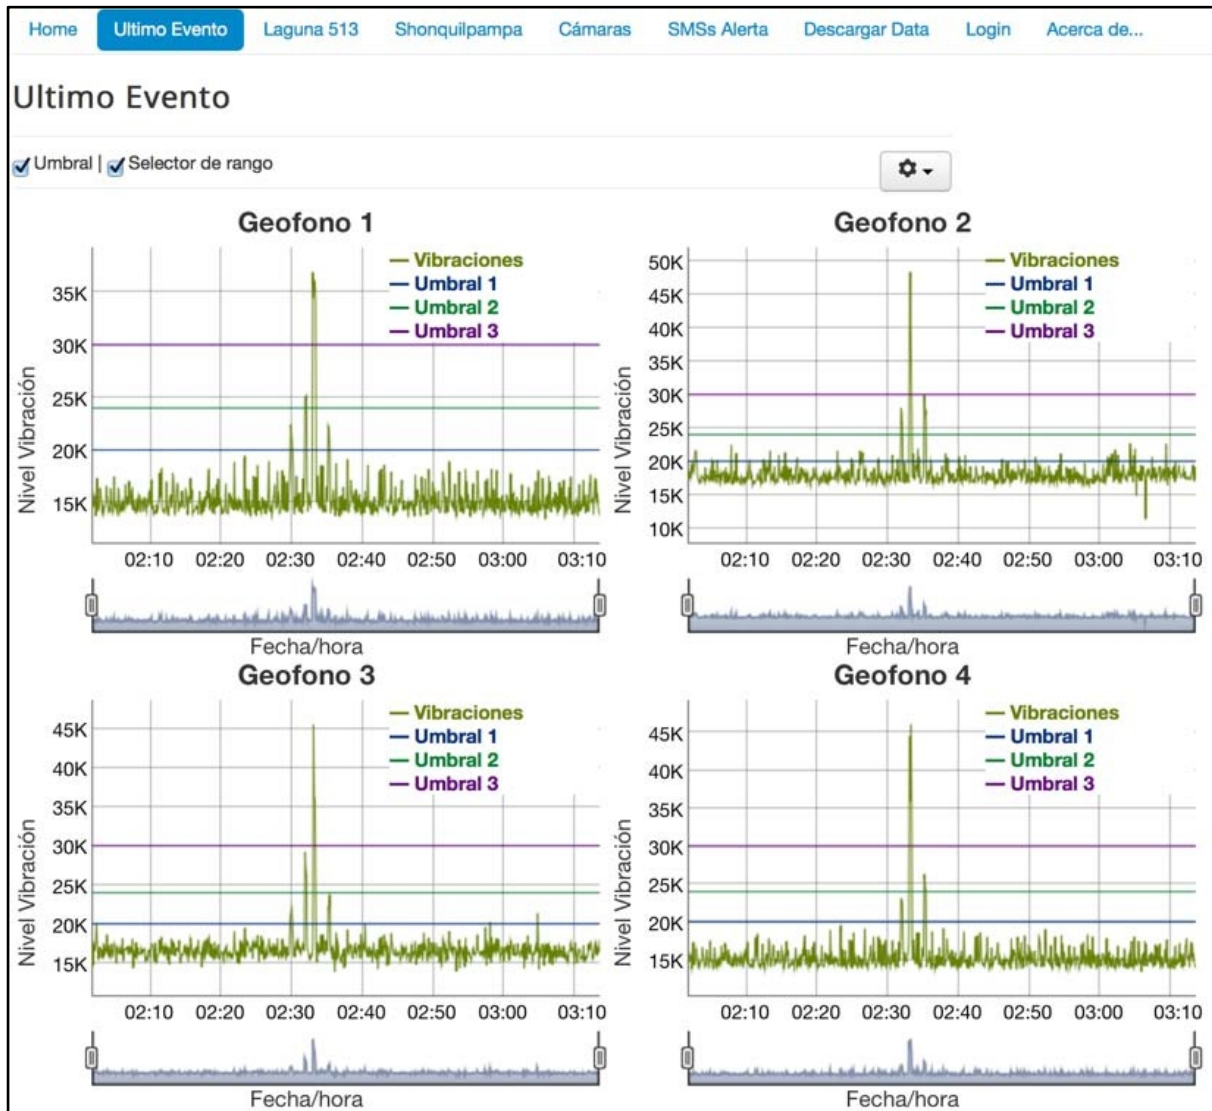 Home Ultimo Evento Laguna 513 Shonquilpampa Cámaras SMSs Alerta Descargar Data Login Acerca de...
Ultimo Evento
Umbral | Selector de rango
Geofono 1
Vibraciones
Umbral 1
Umbral 2
Umbral 3
35K
30K
25K
20K
15K
Nivel Vibración
02:10 02:20 02:30 02:40 02:50 03:00 03:10
Fecha/hora
Geofono 2
Vibraciones
Umbral 1
Umbral 2
Umbral 3
50K
45K
40K
35K
30K
25K
20K
15K
10K
Nivel Vibración
02:10 02:20 02:30 02:40 02:50 03:00 03:10
Fecha/hora
Geofono 3
Vibraciones
Umbral 1
Umbral 2
Umbral 3
45K
40K
35K
30K
25K
20K
15K
Nivel Vibración
02:10 02:20 02:30 02:40 02:50 03:00 03:10
Fecha/hora
Geofono 4
Vibraciones
Umbral 1
Umbral 2
Umbral 3
45K
40K
35K
30K
25K
20K
15K
Nivel Vibración
02:10 02:20 02:30 02:40 02:50 03:00 03:10
Fecha/hora